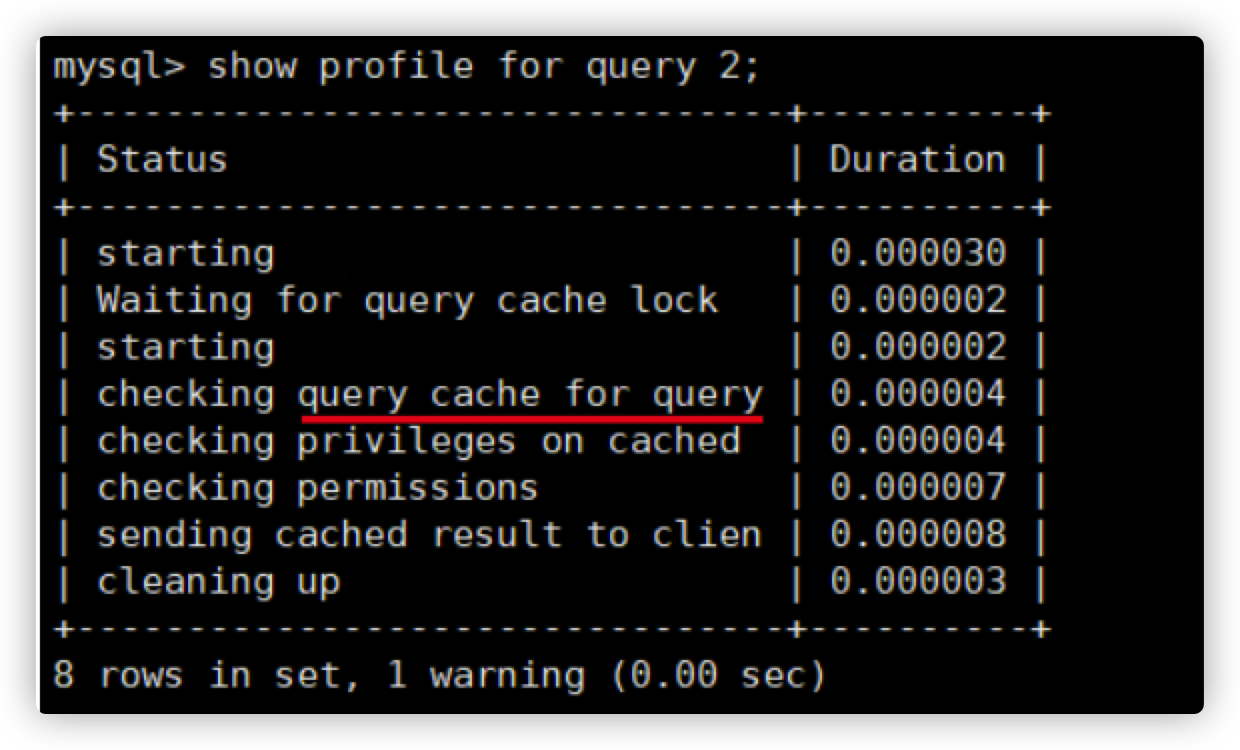 mysql> show profile for query 2;
+--------------------------------+----------+
| Status                         | Duration |
+--------------------------------+----------+
| starting                       | 0.000030 |
| Waiting for query cache lock   | 0.000002 |
| starting                       | 0.000002 |
| checking query cache for query | 0.000004 |
| checking privileges on cached  | 0.000004 |
| checking permissions           | 0.000007 |
| sending cached result to clien | 0.000008 |
| cleaning up                    | 0.000003 |
+--------------------------------+----------+
8 rows in set, 1 warning (0.00 sec)